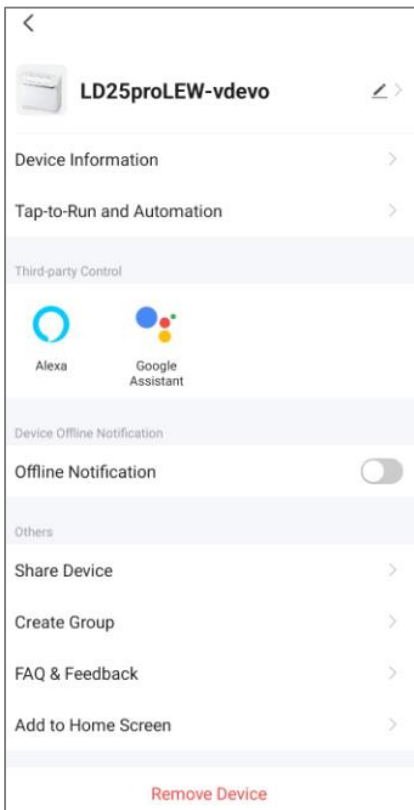 LD25proLEW-vdevo
Device Information
Tap-to-Run and Automation
Third-party Control
Alexa
Google
Assistant
Device Offline Notification
Offline Notification
Others
Share Device
Create Group
FAQ & Feedback
Add to Home Screen
Remove Device